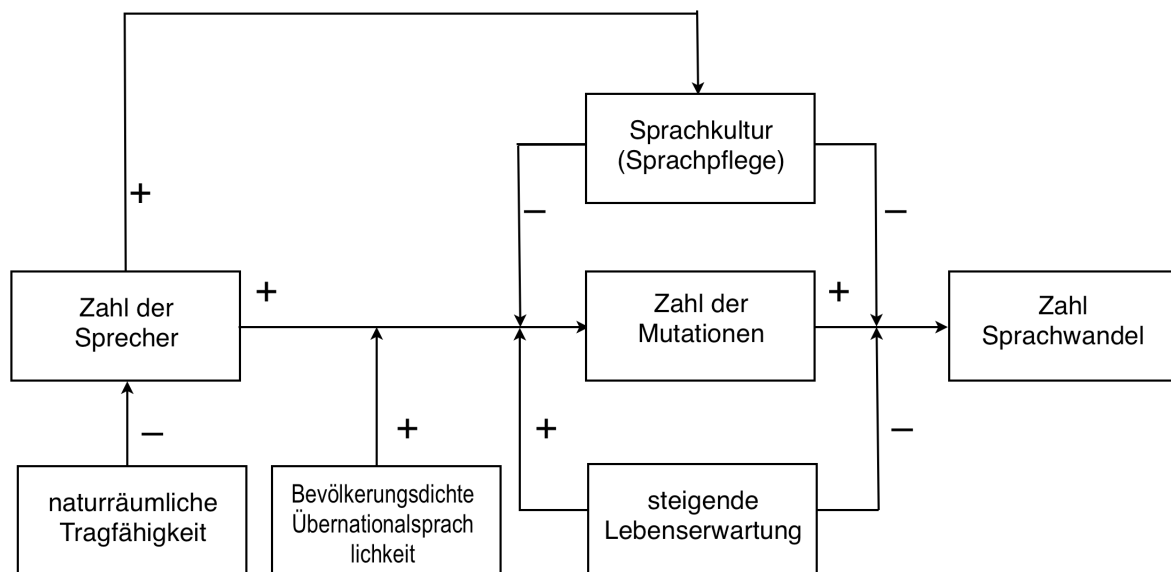 Sprachkultur
(Sprachpflege)
+
–
–
Zahl der
Sprecher
+
Zahl der
Mutationen
+
Zahl
Sprachwandel
–
+
+
–
naturräumliche
Tragfähigkeit
Bevölkerungsdichte
Übernationalsprach
lichkeit
steigende
Lebenserwartung